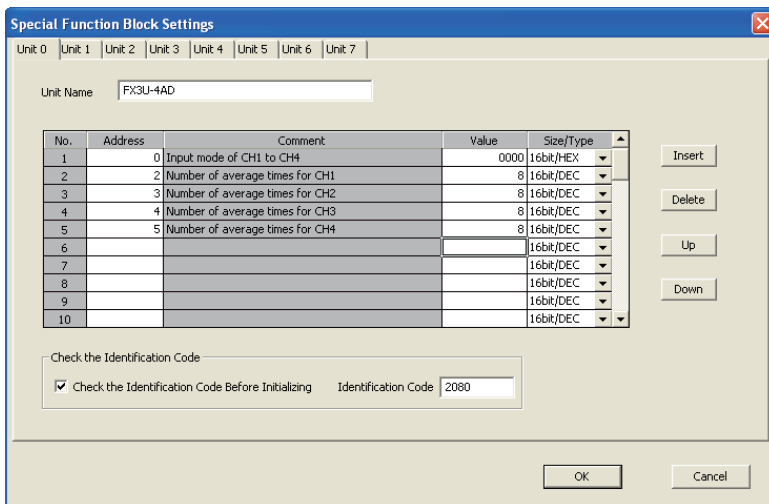 Special Function Block Settings
Unit 0 Unit 1 Unit 2 Unit 3 Unit 4 Unit 5 Unit 6 Unit 7
Unit Name FX3U-4AD
No. Address Comment Value Size/Type
1 0 Input mode of CH1 to CH4 0000 16bit/HEX
2 2 Number of average times for CH1 8 16bit/DEC
3 3 Number of average times for CH2 8 16bit/DEC
4 4 Number of average times for CH3 8 16bit/DEC
5 5 Number of average times for CH4 8 16bit/DEC
6 16bit/DEC
7 16bit/DEC
8 16bit/DEC
9 16bit/DEC
10 16bit/DEC
Insert
Delete
Up
Down
Check the Identification Code
Check the Identification Code Before Initializing Identification Code 2080
OK Cancel